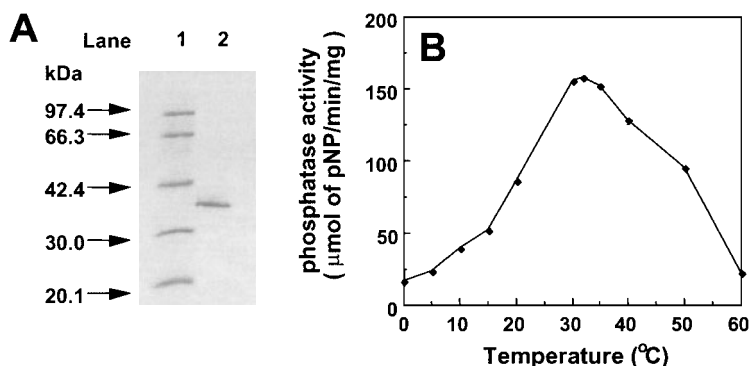 A
Lane 1 2
kDa
97.4
66.3
42.4
30.0
20.1
B
phosphatase activity
( μmol of pNP/min/mg)
200
150
100
50
0
0 10 20 30 40 50 60
Temperature (°C)